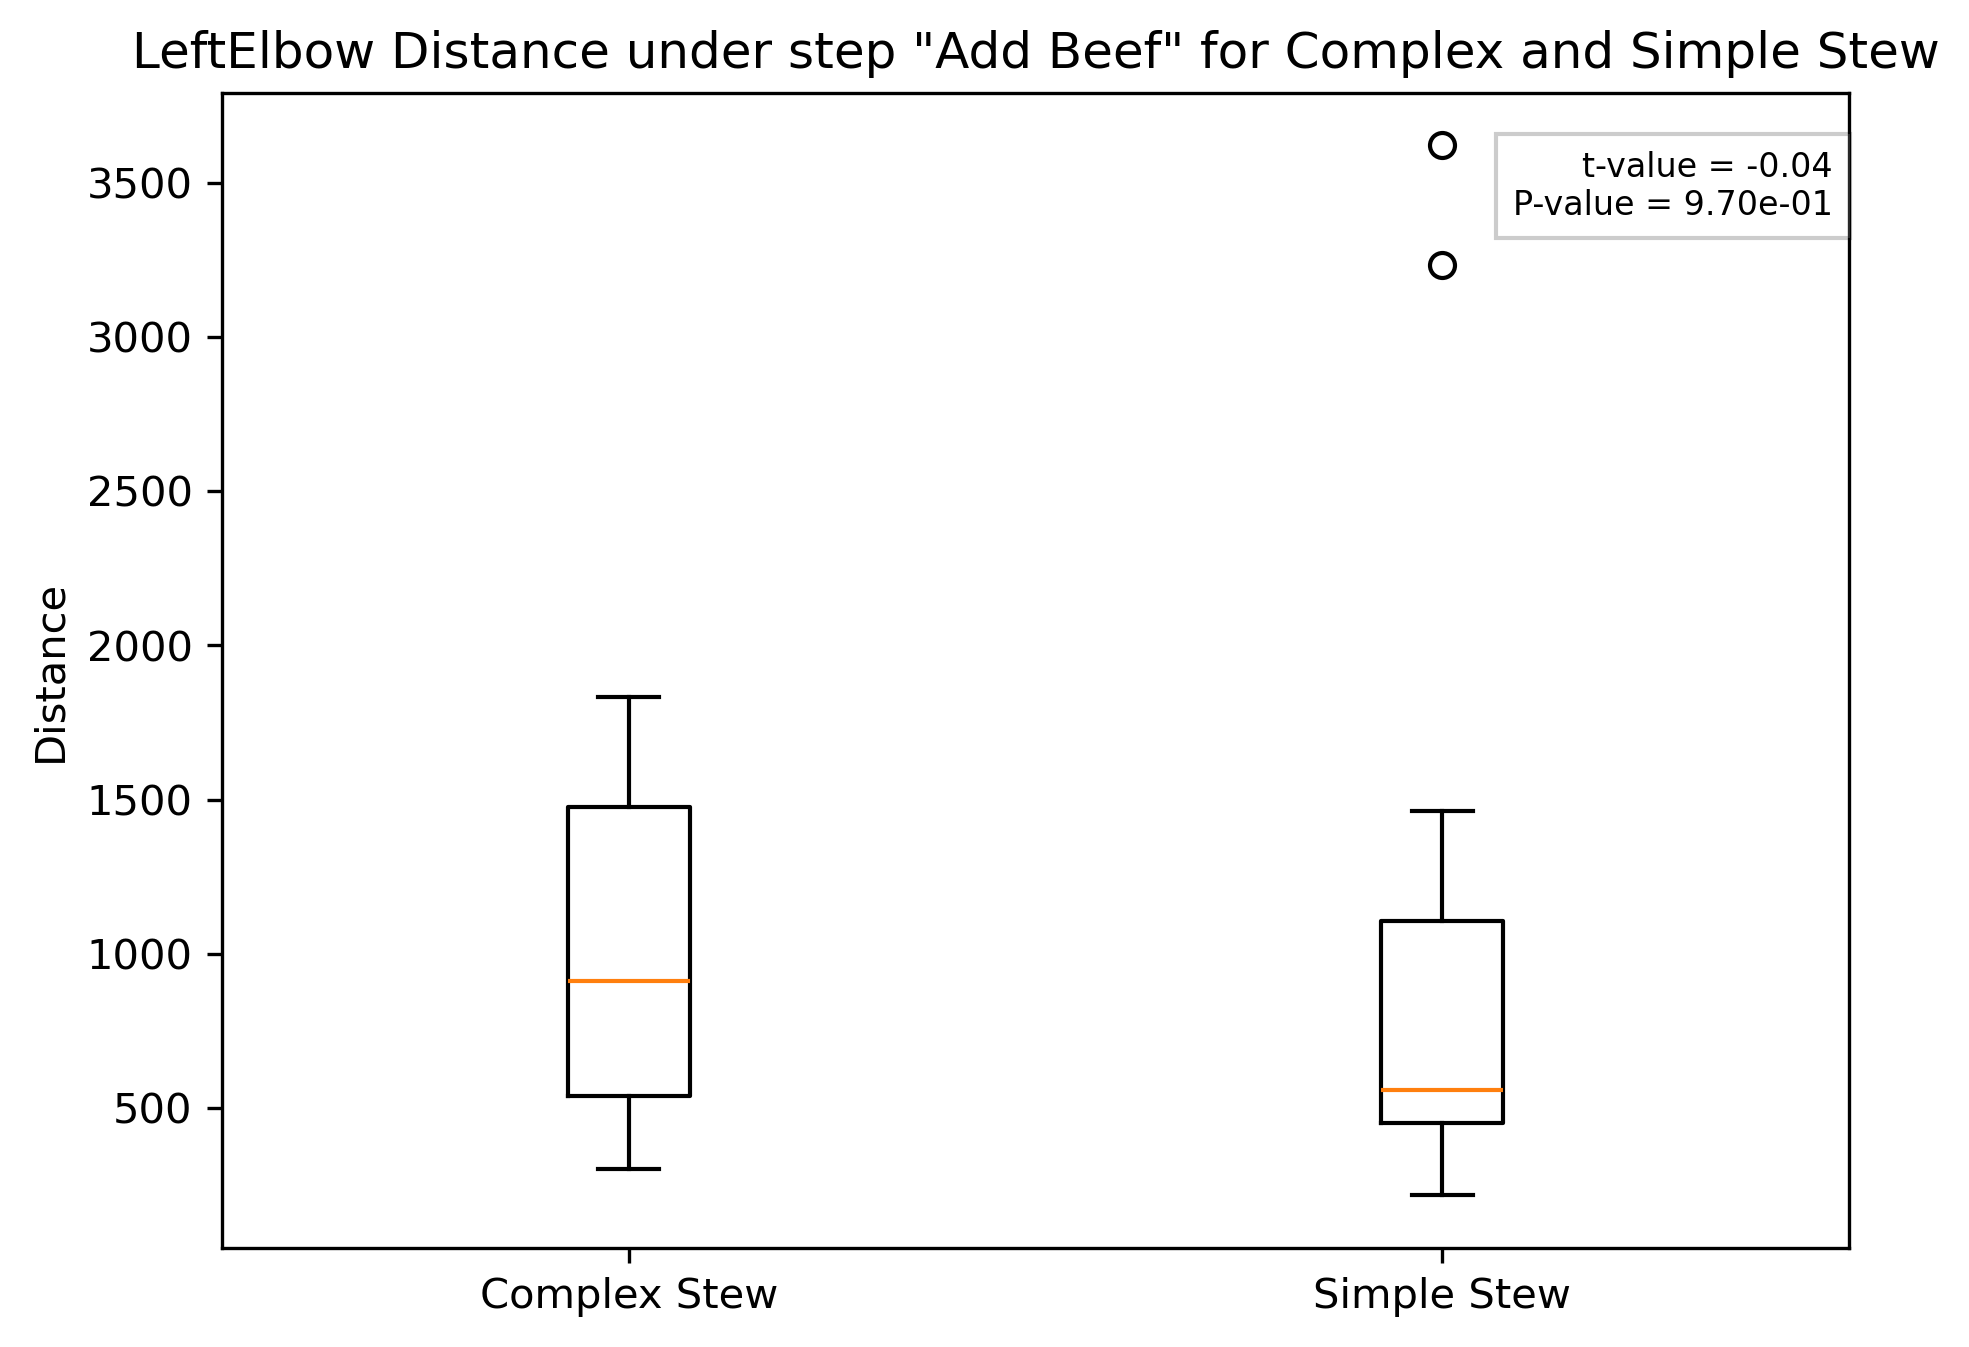 LeftElbow Distance under step "Add Beef" for Complex and Simple Stew
t-value = -0.04
P-value = 9.70e-01
3500
3000
2500
2000
1500
1000
500
Distance
Complex Stew
Simple Stew